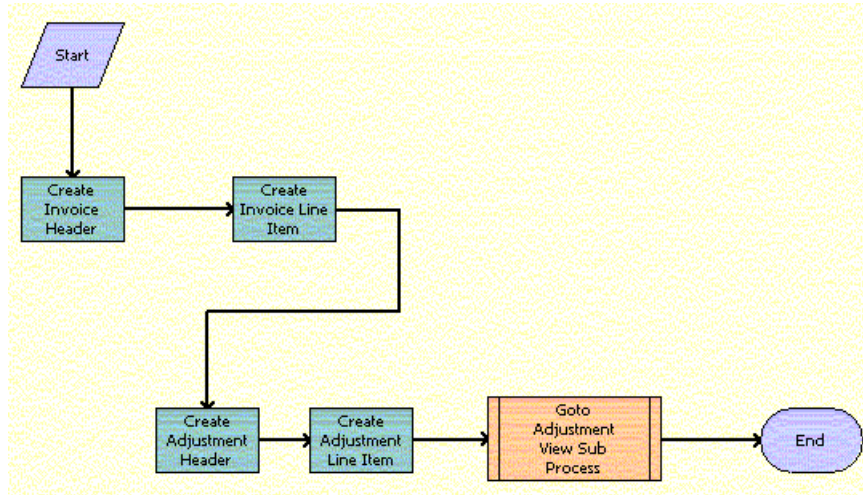 Start
Create
Invoice
Header
Create
Invoice Line
Item
Create
Adjustment
Header
Create
Adjustment
Line Item
Goto
Adjustment
View Sub
Process
End